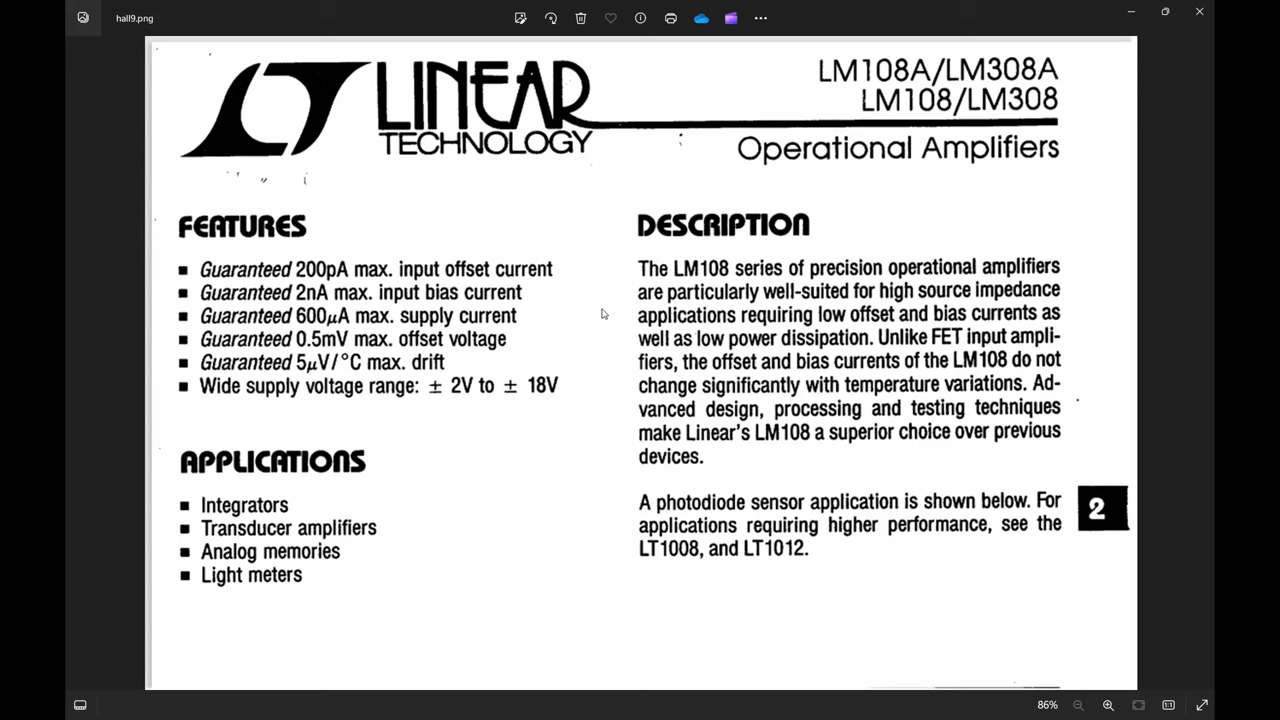 hall9.png
LINEAR
TECHNOLOGY
LM108A/LM308A
LM108/LM308
Operational Amplifiers
FEATURES
■ Guaranteed 200pA max. input offset current
■ Guaranteed 2nA max. input bias current
■ Guaranteed 600μA max. supply current
■ Guaranteed 0.5mV max. offset voltage
■ Guaranteed 5μV/°C max. drift
■ Wide supply voltage range: ± 2V to ± 18V
APPLICATIONS
■ Integrators
■ Transducer amplifiers
■ Analog memories
■ Light meters
DESCRIPTION
The LM108 series of precision operational amplifiers
are particularly well-suited for high source impedance
applications requiring low offset and bias currents as
well as low power dissipation. Unlike FET input ampli-
fiers, the offset and bias currents of the LM108 do not
change significantly with temperature variations. Ad-
vanced design, processing and testing techniques
make Linear's LM108 a superior choice over previous
devices.
A photodiode sensor application is shown below. For
applications requiring higher performance, see the
LT1008, and LT1012.
2
86%